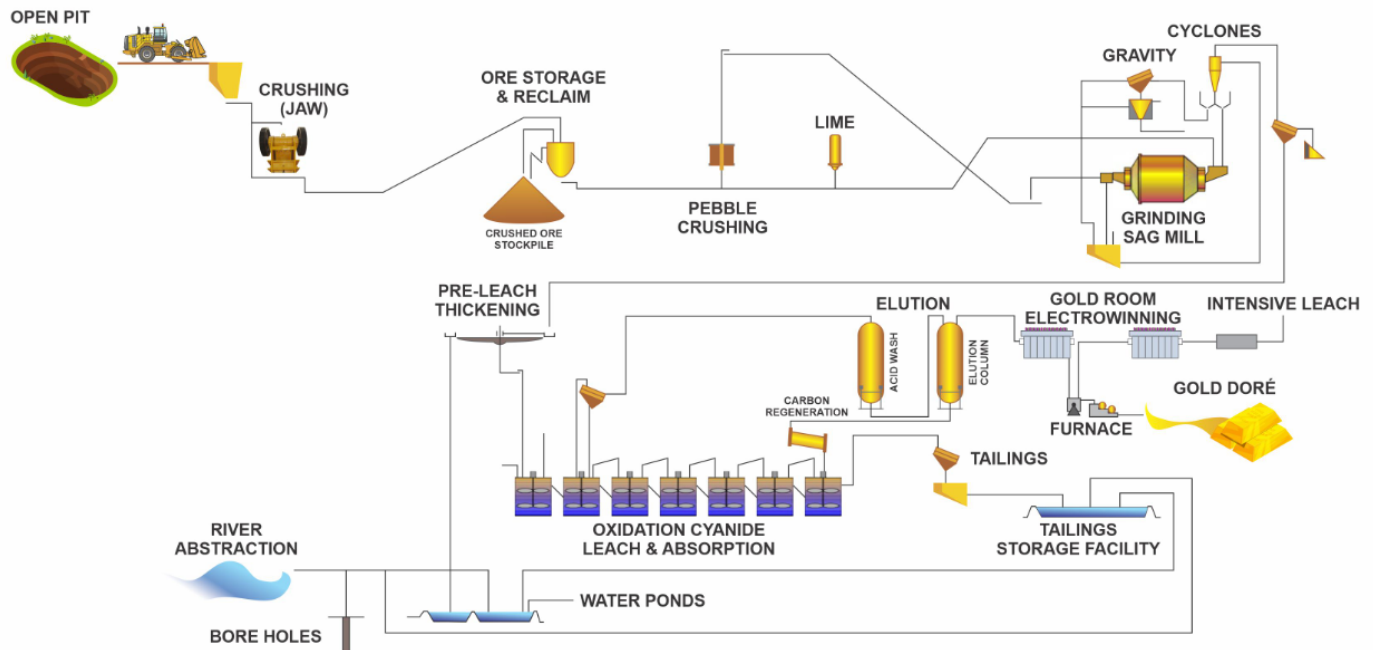 OPEN PIT
CRUSHING
(JAW)
ORE STORAGE
& RECLAIM
CRUSHED ORE
STOCKPILE
PEBBLE
CRUSHING
LIME
GRAVITY
CYCLONES
GRINDING
SAG MILL
PRE-LEACH
THICKENING
ELUTION
ACID WASH
ELUTION
COLUMN
CARBON
REGENERATION
GOLD ROOM
ELECTROWINNING
INTENSIVE LEACH
FURNACE
GOLD DORÉ
OXIDATION CYANIDE
LEACH & ABSORPTION
TAILINGS
TAILINGS
STORAGE FACILITY
RIVER
ABSTRACTION
WATER PONDS
BORE HOLES